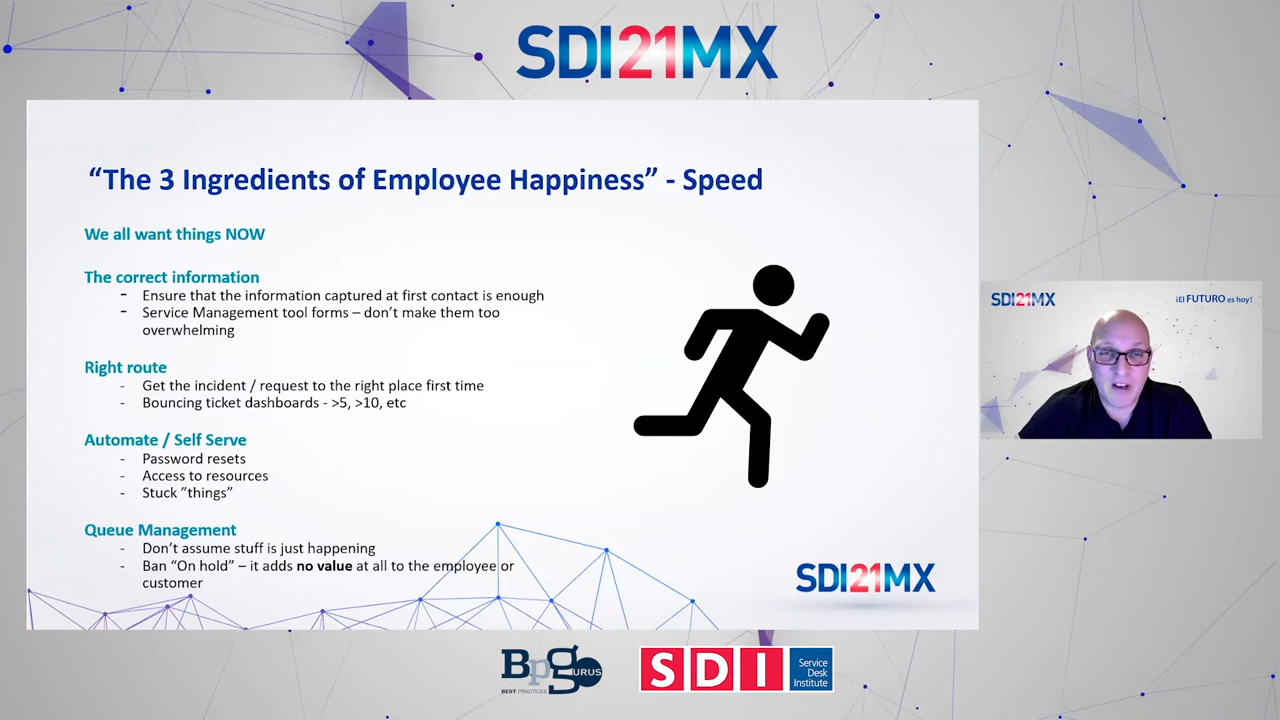 SDI21MX
“The 3 Ingredients of Employee Happiness” - Speed
We all want things NOW
The correct information
- Ensure that the information captured at first contact is enough
- Service Management tool forms – don’t make them too
overwhelming
Right route
- Get the incident / request to the right place first time
- Bouncing ticket dashboards - >5, >10, etc
Automate / Self Serve
- Password resets
- Access to resources
- Stuck ”things”
Queue Management
- Don’t assume stuff is just happening
- Ban “On hold” – it adds no value at all to the employee or
customer
SDI21MX
SDI21MX
¡El FUTURO es hoy!
BpGURUS
BEST PRACTICES
SDI
Service
Desk
Institute